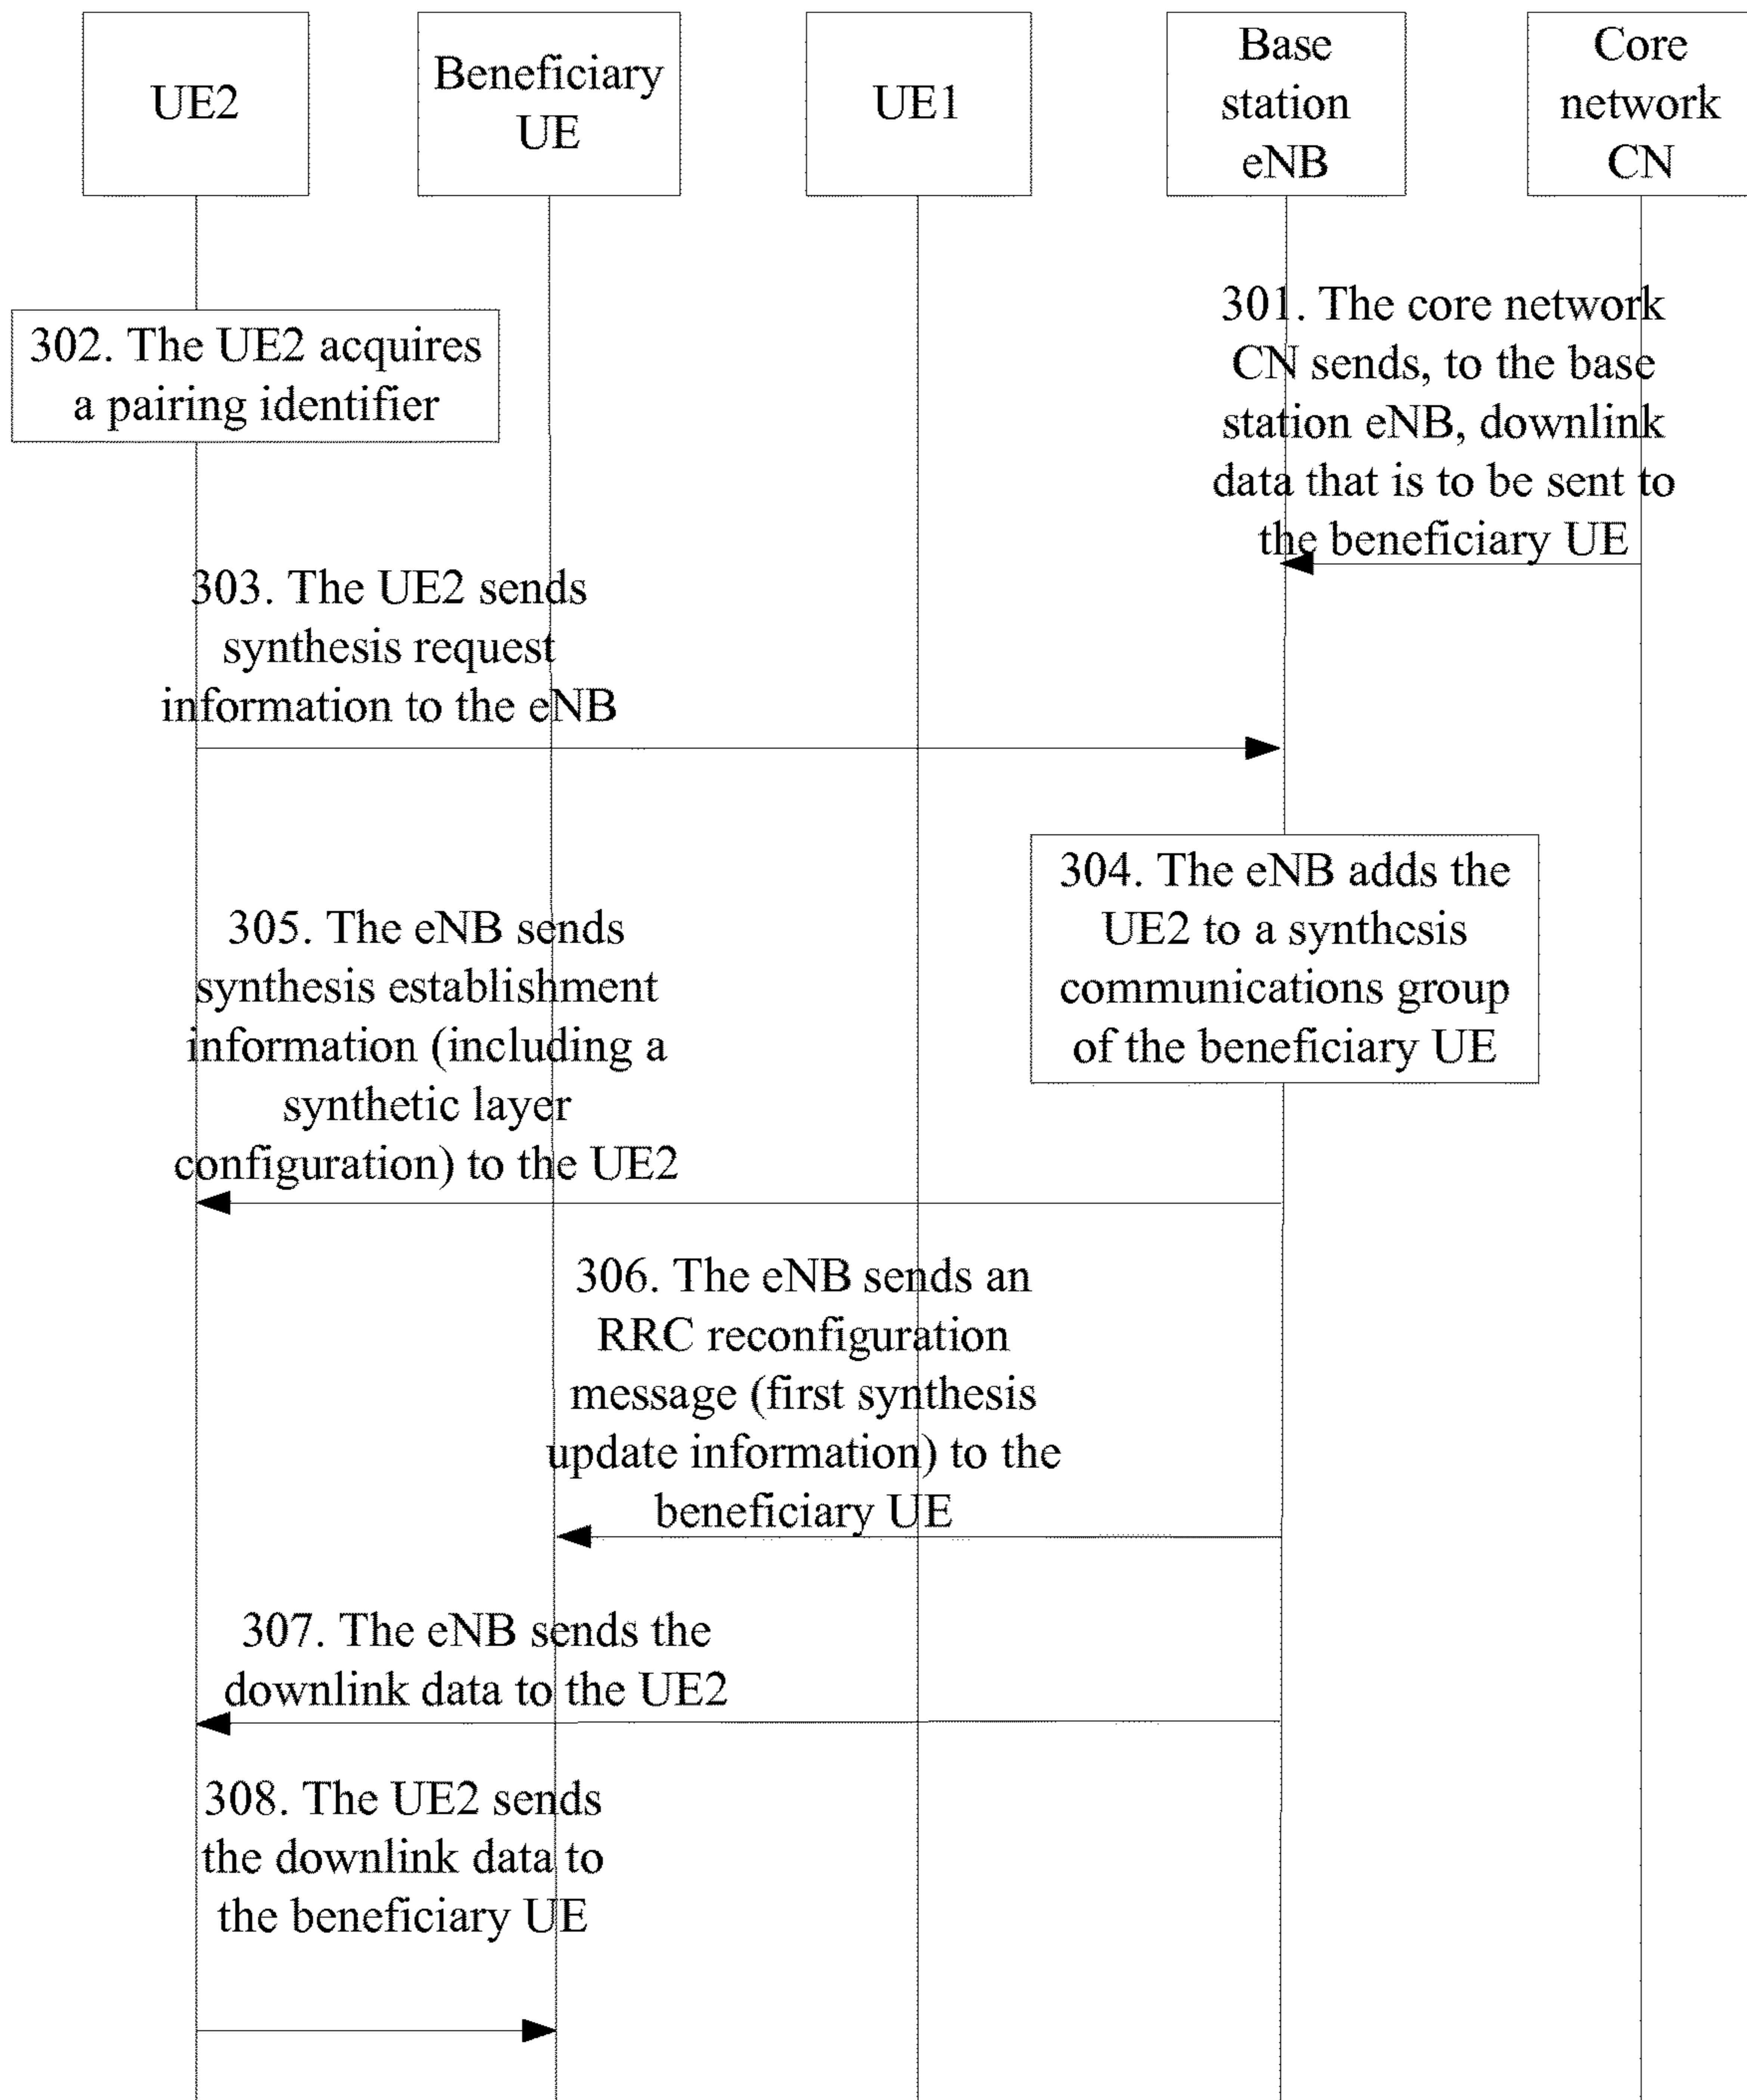 UE2
Beneficiary
UE
UE1
Base
station
eNB
Core
network
CN
301. The core network
CN sends, to the base
station eNB, downlink
data that is to be sent to
the beneficiary UE
302. The UE2 acquires
a pairing identifier
303. The UE2 sends
synthesis request
information to the eNB
304. The eNB adds the
UE2 to a synthesis
communications group
of the beneficiary UE
305. The eNB sends
synthesis establishment
information (including a
synthetic layer
configuration) to the UE2
306. The eNB sends an
RRC reconfiguration
message (first synthesis
update information) to the
beneficiary UE
307. The eNB sends the
downlink data to the UE2
308. The UE2 sends
the downlink data to
the beneficiary UE